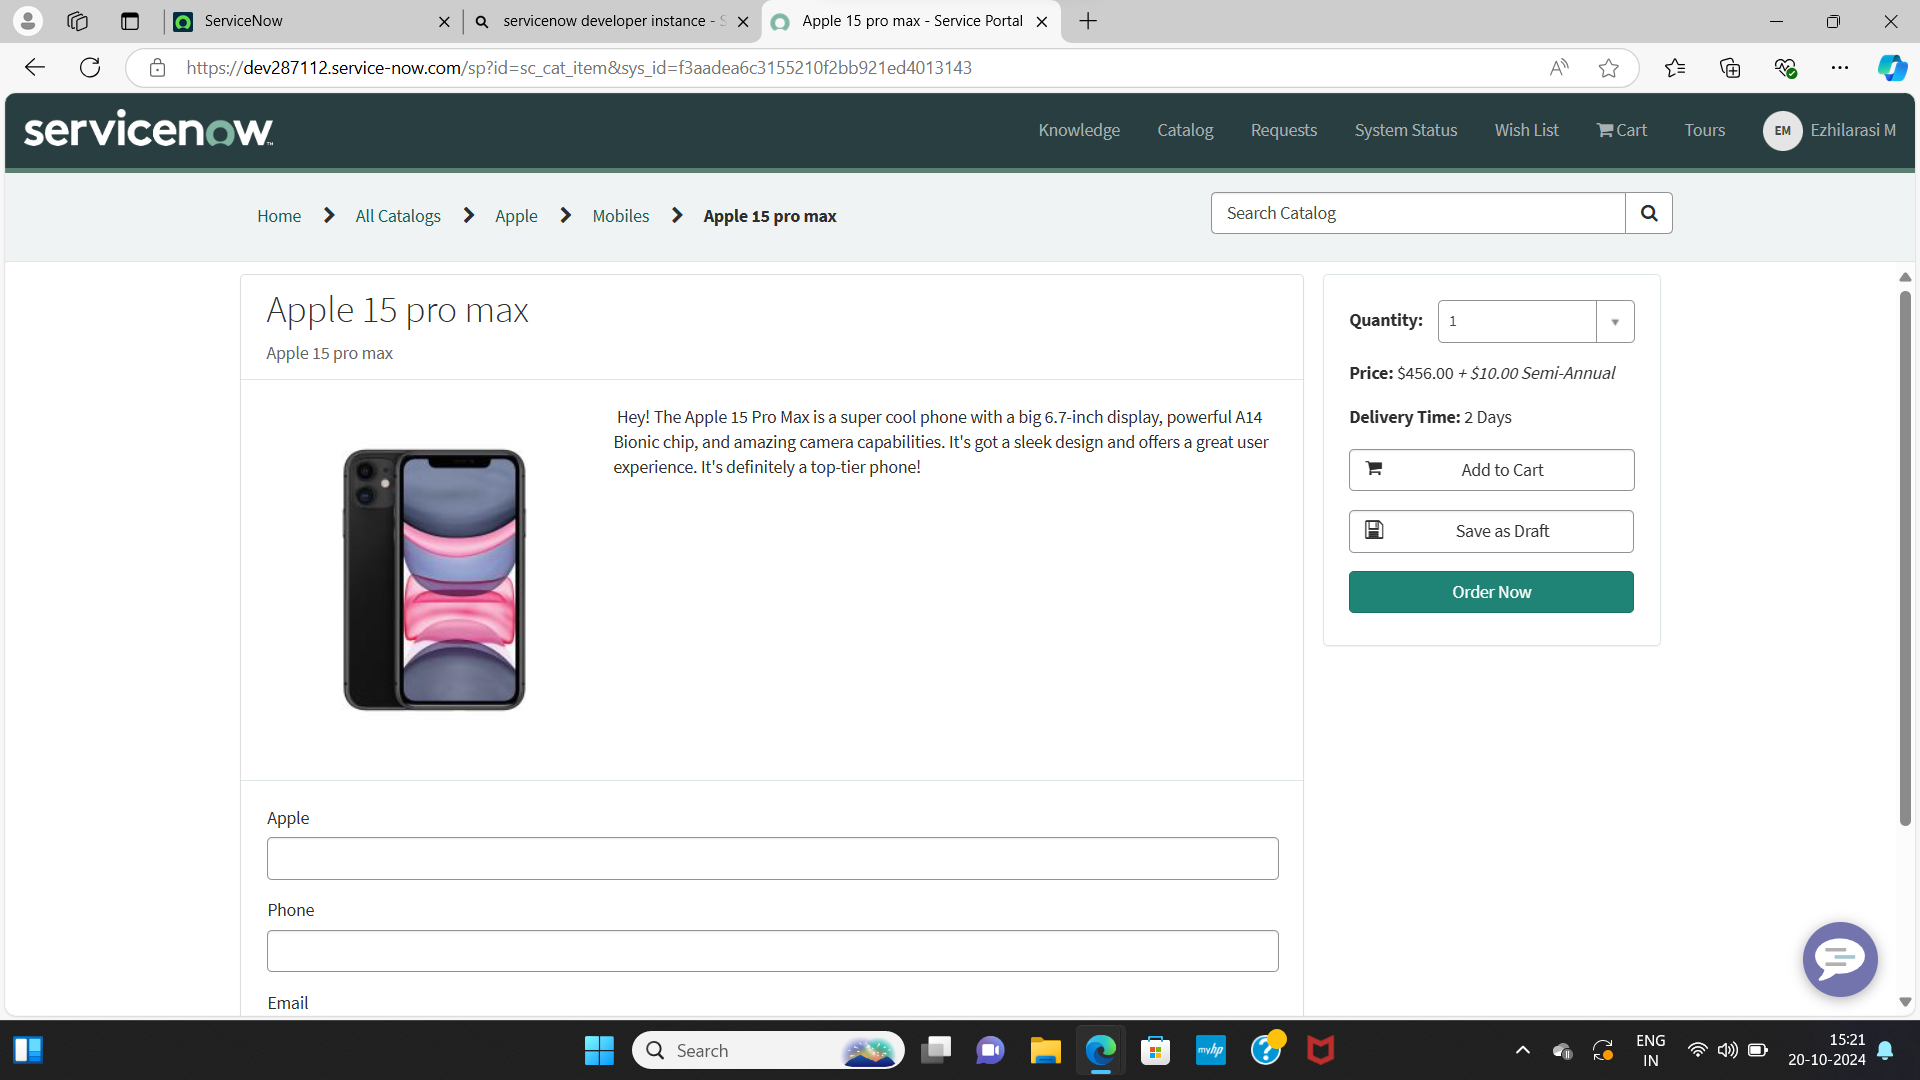 ServiceNow
servicenow developer instance - S
Apple 15 pro max - Service Portal
https://dev287112.service-now.com/sp?id=sc_cat_item&sys_id=f3aadea6c3155210f2bb921ed4013143
servicenow
Knowledge
Catalog
Requests
System Status
Wish List
Cart
Tours
EM
Ezhilarasi M
Home
All Catalogs
Apple
Mobiles
Apple 15 pro max
Search Catalog
Apple 15 pro max
Apple 15 pro max
Hey! The Apple 15 Pro Max is a super cool phone with a big 6.7-inch display, powerful A14
Bionic chip, and amazing camera capabilities. It's got a sleek design and offers a great user
experience. It's definitely a top-tier phone!
Quantity: 1
Price: $456.00 + $10.00 Semi-Annual
Delivery Time: 2 Days
Add to Cart
Save as Draft
Order Now
Apple
Phone
Email
Search
myhp
ENG
IN
15:21
20-10-2024